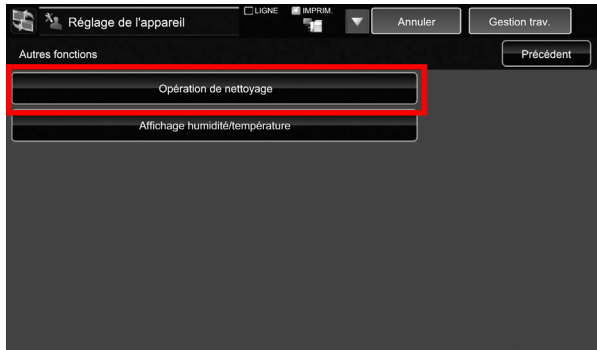 LIGNE IMPRIM.
Réglage de l'appareil Annuler Gestion trav.
Autres fonctions Précédent
Opération de nettoyage
Affichage humidité/température